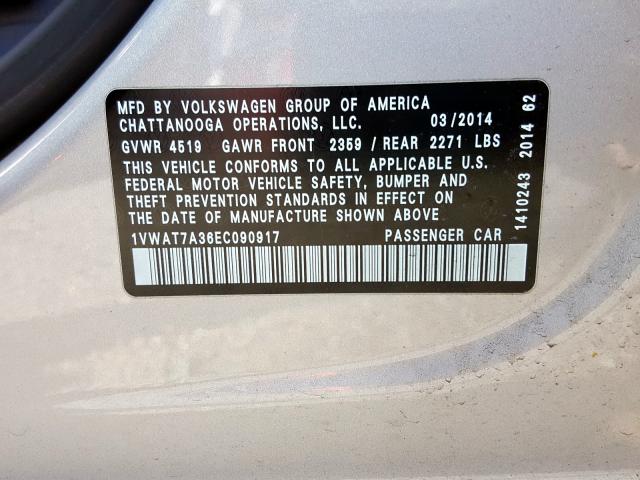 MFD BY VOLKSWAGEN GROUP OF AMERICA
CHATTANOOGA OPERATIONS, LLC. 03/2014
GVWR 4519 GAWR FRONT 2359 / REAR 2271 LBS
THIS VEHICLE CONFORMS TO ALL APPLICABLE U.S.
FEDERAL MOTOR VEHICLE SAFETY, BUMPER AND
THEFT PREVENTION STANDARDS IN EFFECT ON
THE DATE OF MANUFACTURE SHOWN ABOVE.
1VWAT7A36EC090917 PASSENGER CAR
1410243 2014 62